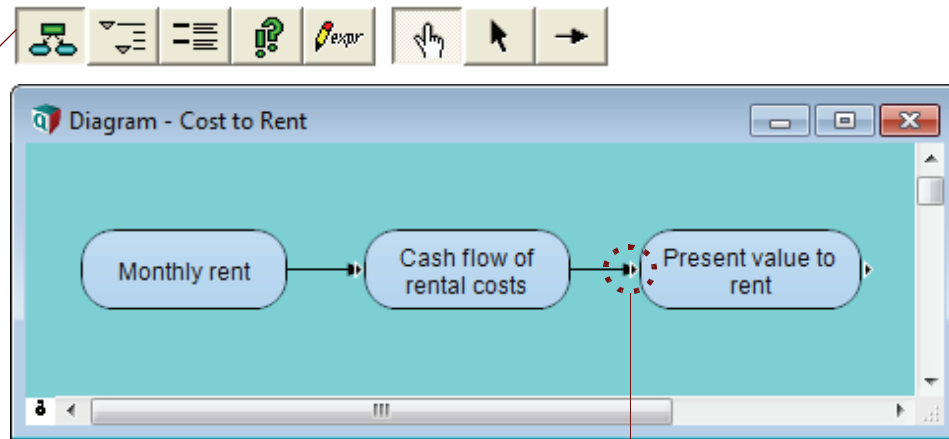 expr
Diagram - Cost to Rent
Monthly rent
Cash flow of
rental costs
Present value to
rent